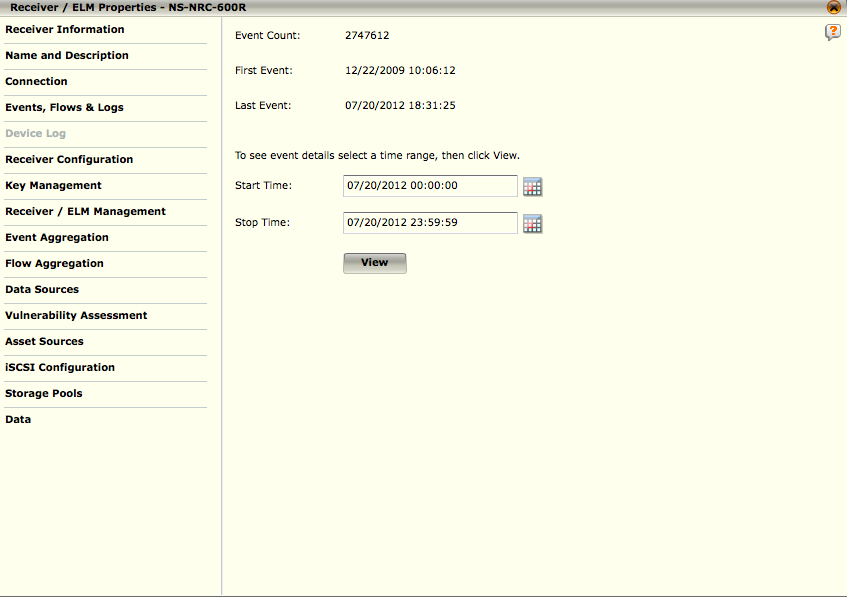 Receiver / ELM Properties - NS-NRC-600R
Receiver Information
Name and Description
Connection
Events, Flows & Logs
Device Log
Receiver Configuration
Key Management
Receiver / ELM Management
Event Aggregation
Flow Aggregation
Data Sources
Vulnerability Assessment
Asset Sources
iSCSI Configuration
Storage Pools
Data
Event Count: 2747612
First Event: 12/22/2009 10:06:12
Last Event: 07/20/2012 18:31:25
To see event details select a time range, then click View.
Start Time: 07/20/2012 00:00:00
Stop Time: 07/20/2012 23:59:59
View
?